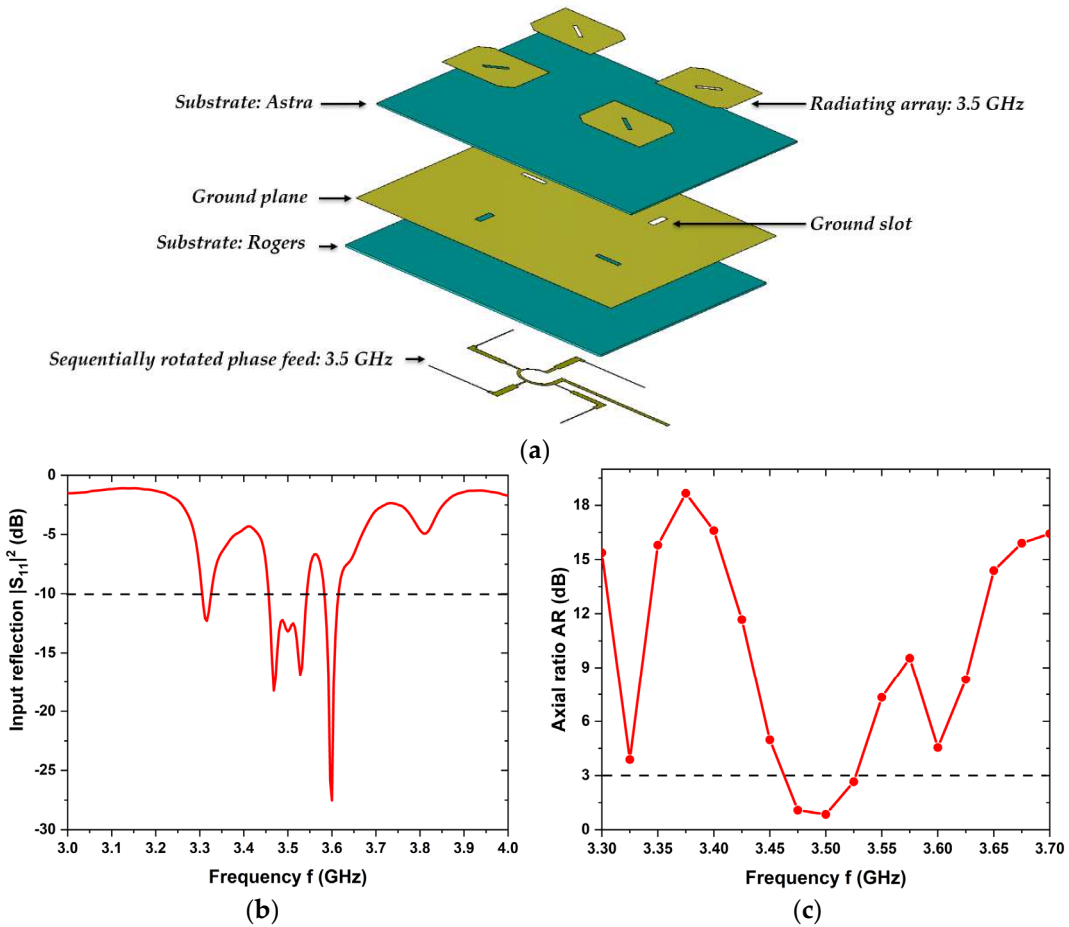 Substrate: Astra
Radiating array: 3.5 GHz
Ground plane
Ground slot
Substrate: Rogers
Sequentially rotated phase feed: 3.5 GHz
(a)
Input reflection |S11|² (dB)
0
-5
-10
-15
-20
-25
-30
3.0 3.1 3.2 3.3 3.4 3.5 3.6 3.7 3.8 3.9 4.0
Frequency f (GHz)
(b)
Axial ratio AR (dB)
18
15
12
9
6
3
0
3.30 3.35 3.40 3.45 3.50 3.55 3.60 3.65 3.70
Frequency f (GHz)
(c)